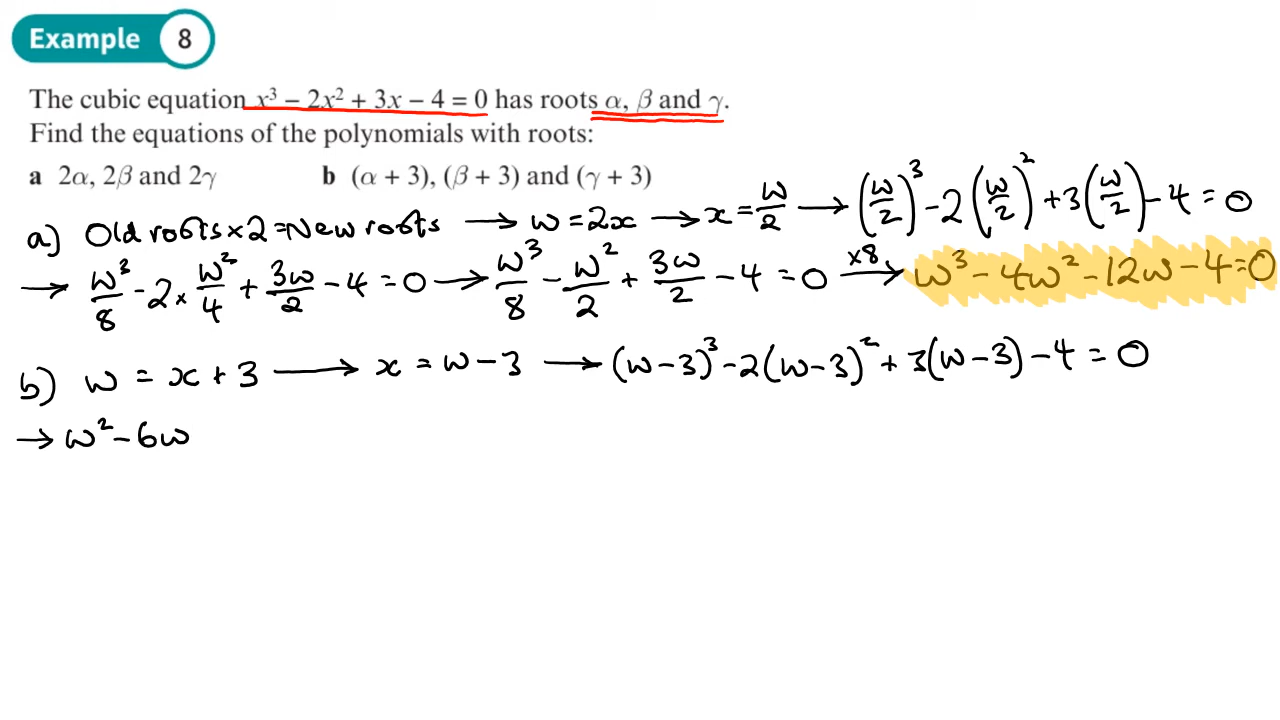 Example 8
The cubic equation x³ − 2x² + 3x − 4 = 0 has roots α, β and γ.
Find the equations of the polynomials with roots:
a 2α, 2β and 2γ b (α + 3), (β + 3) and (γ + 3)
a) Old roots × 2 = New roots → w = 2x → x = w/2 → (w/2)³ − 2(w/2)² + 3(w/2) − 4 = 0
→ w³/8 − 2 × w²/4 + 3w/2 − 4 = 0 → w³/8 − w²/2 + 3w/2 − 4 = 0 ×8→ w³ − 4w² − 12w − 4 = 0
b) w = x + 3 → x = w − 3 → (w − 3)³ − 2(w − 3)² + 3(w − 3) − 4 = 0
→ w² − 6w